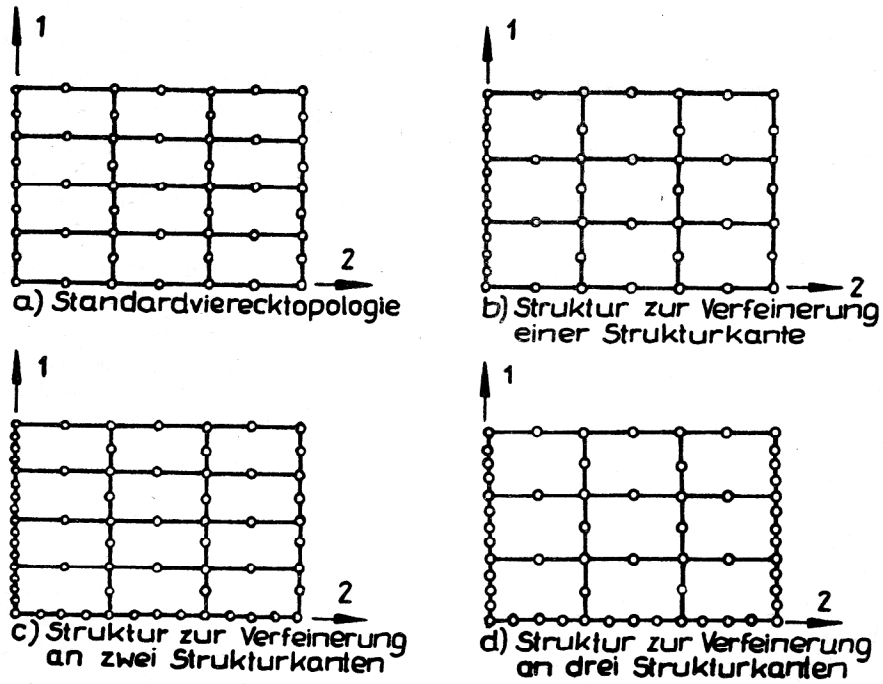 1
2
a) Standardvierecktopologie
1
2
b) Struktur zur Verfeinerung
einer Strukturkante
1
2
c) Struktur zur Verfeinerung
an zwei Strukturkanten
1
2
d) Struktur zur Verfeinerung
an drei Strukturkanten